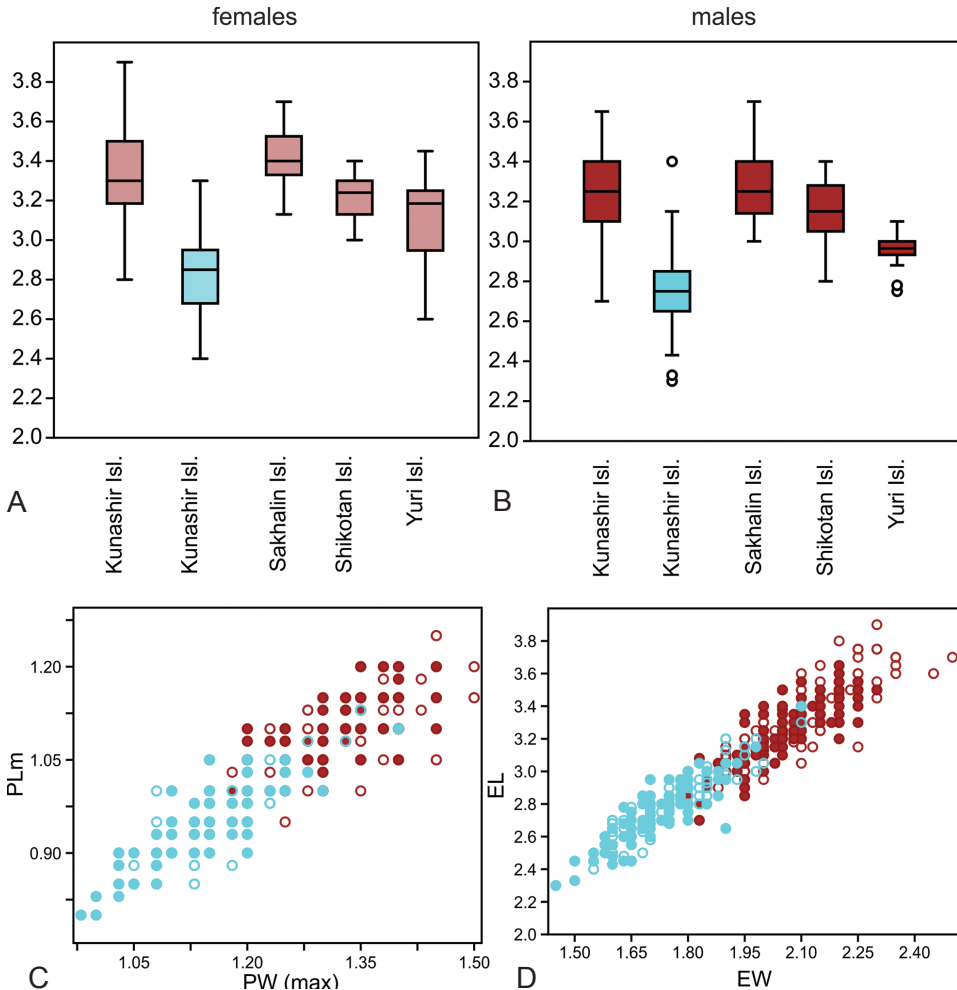 females
males
3.8
3.6
3.4
3.2
3.0
2.8
2.6
2.4
2.2
2.0
3.8
3.6
3.4
3.2
3.0
2.8
2.6
2.4
2.2
2.0
A
Kunashir Isl.
Kunashir Isl.
Sakhalin Isl.
Shikotan Isl.
Yuri Isl.
B
Kunashir Isl.
Kunashir Isl.
Sakhalin Isl.
Shikotan Isl.
Yuri Isl.
PLm
1.20
1.05
0.90
1.05
1.20
1.35
1.50
C
PW (max)
EL
3.8
3.6
3.4
3.2
3.0
2.8
2.6
2.4
2.2
2.0
1.50
1.65
1.80
1.95
2.10
2.25
2.40
D
EW